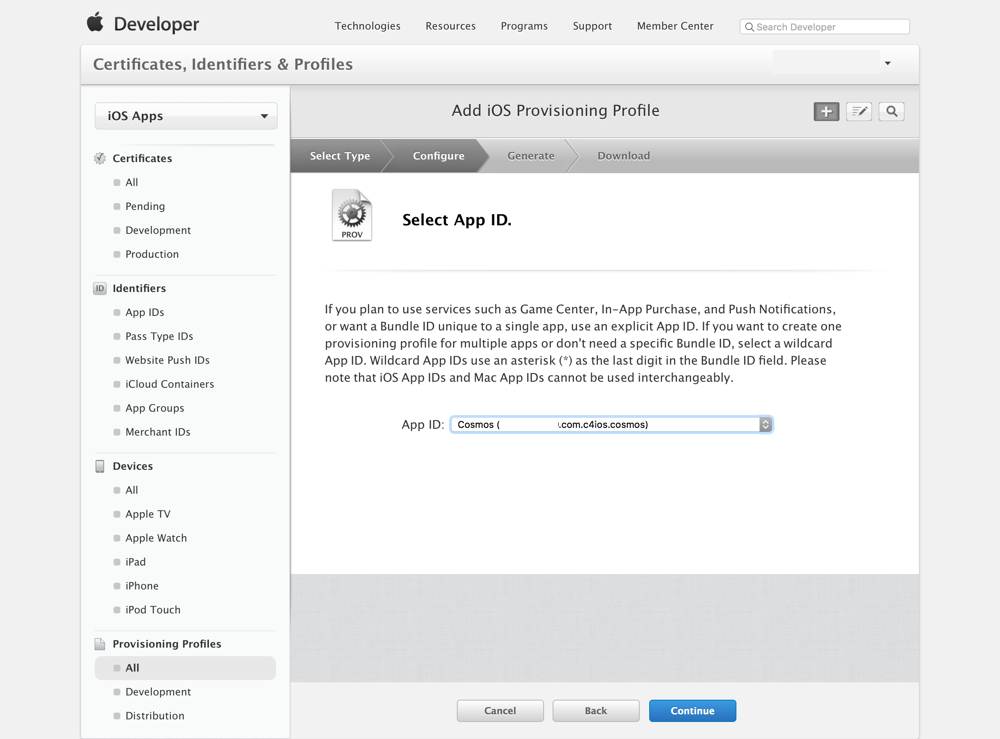 Developer
Technologies Resources Programs Support Member Center Search Developer
Certificates, Identifiers & Profiles
iOS Apps
Certificates
All
Pending
Development
Production
ID Identifiers
App IDs
Pass Type IDs
Website Push IDs
iCloud Containers
App Groups
Merchant IDs
Devices
All
Apple TV
Apple Watch
iPad
iPhone
iPod Touch
Provisioning Profiles
All
Development
Distribution
Add iOS Provisioning Profile
Select Type Configure Generate Download
PROV
Select App ID.
If you plan to use services such as Game Center, In-App Purchase, and Push Notifications,
or want a Bundle ID unique to a single app, use an explicit App ID. If you want to create one
provisioning profile for multiple apps or don't need a specific Bundle ID, select a wildcard
App ID. Wildcard App IDs use an asterisk (*) as the last digit in the Bundle ID field. Please
note that iOS App IDs and Mac App IDs cannot be used interchangeably.
App ID: Cosmos ( .com.c4ios.cosmos)
Cancel Back Continue